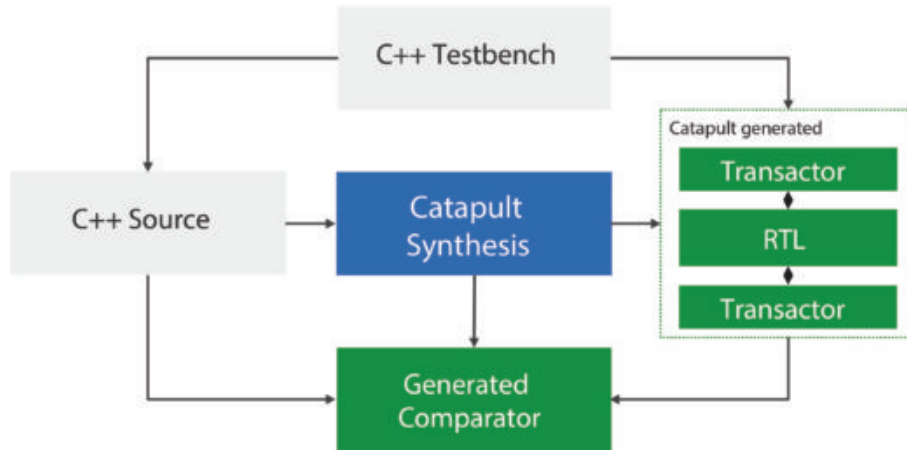 C++ Testbench
Catapult generated
Transactor
C++ Source
Catapult
Synthesis
RTL
Transactor
Generated
Comparator